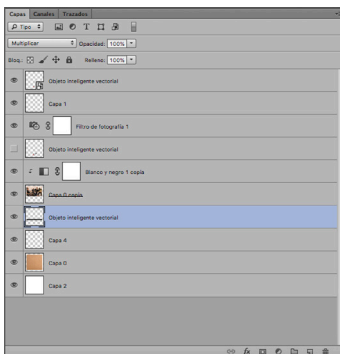 Capas Canales Trazados
Tipo T
Multiplicar Opacidad: 100%
Bloq.: Relleno: 100%
Objeto inteligente vectorial
Capa 1
Filtro de fotografía 1
Objeto inteligente vectorial
Blanco y negro 1 copia
Capa 0 copia
Objeto inteligente vectorial
Capa 4
Capa 0
Capa 2
fx